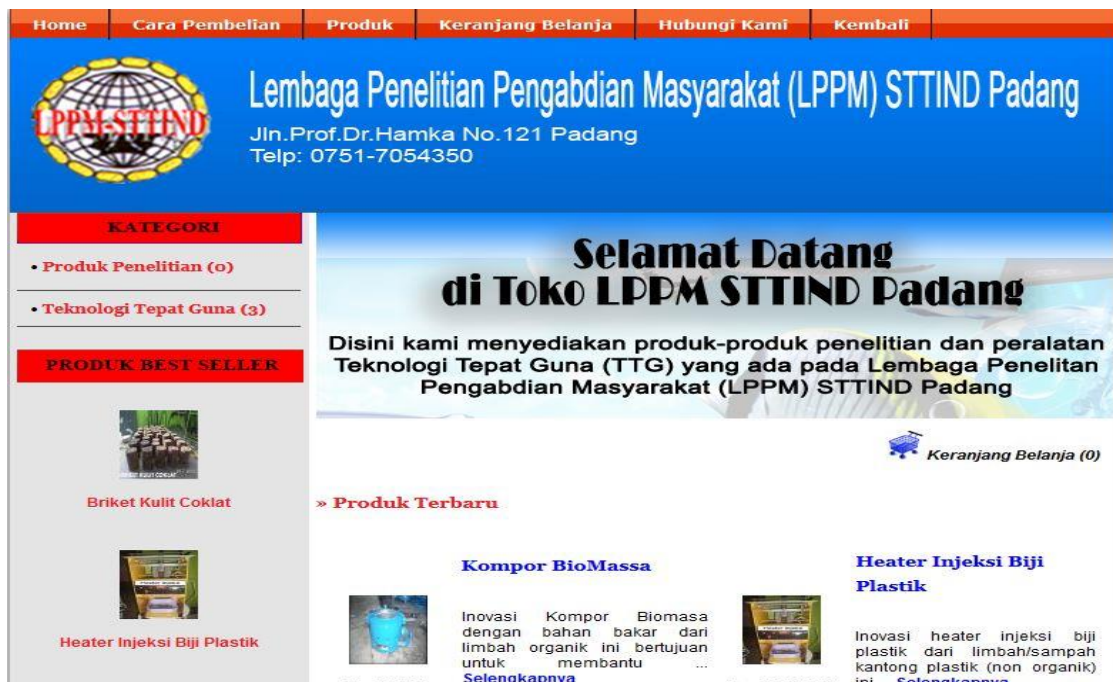 Home Cara Pembelian Produk Keranjang Belanja Hubungi Kami Kembali
LPPM-STTIND
Lembaga Penelitian Pengabdian Masyarakat (LPPM) STTIND Padang
Jln.Prof.Dr.Hamka No.121 Padang
Telp: 0751-7054350
KATEGORI
• Produk Penelitian (0)
• Teknologi Tepat Guna (3)
PRODUK BEST SELLER
Briket Kulit Coklat
Heater Injeksi Biji Plastik
Selamat Datang
di Toko LPPM STTIND Padang
Disini kami menyediakan produk-produk penelitian dan peralatan
Teknologi Tepat Guna (TTG) yang ada pada Lembaga Penelitan
Pengabdian Masyarakat (LPPM) STTIND Padang
Keranjang Belanja (0)
» Produk Terbaru
Kompor BioMassa
Inovasi Kompor Biomasa
dengan bahan bakar dari
limbah organik ini bertujuan
untuk membantu ...
Selengkapnya
Heater Injeksi Biji
Plastik
Inovasi heater injeksi biji
plastik dari limbah/sampah
kantong plastik (non organik)
ini ... Selengkapnya